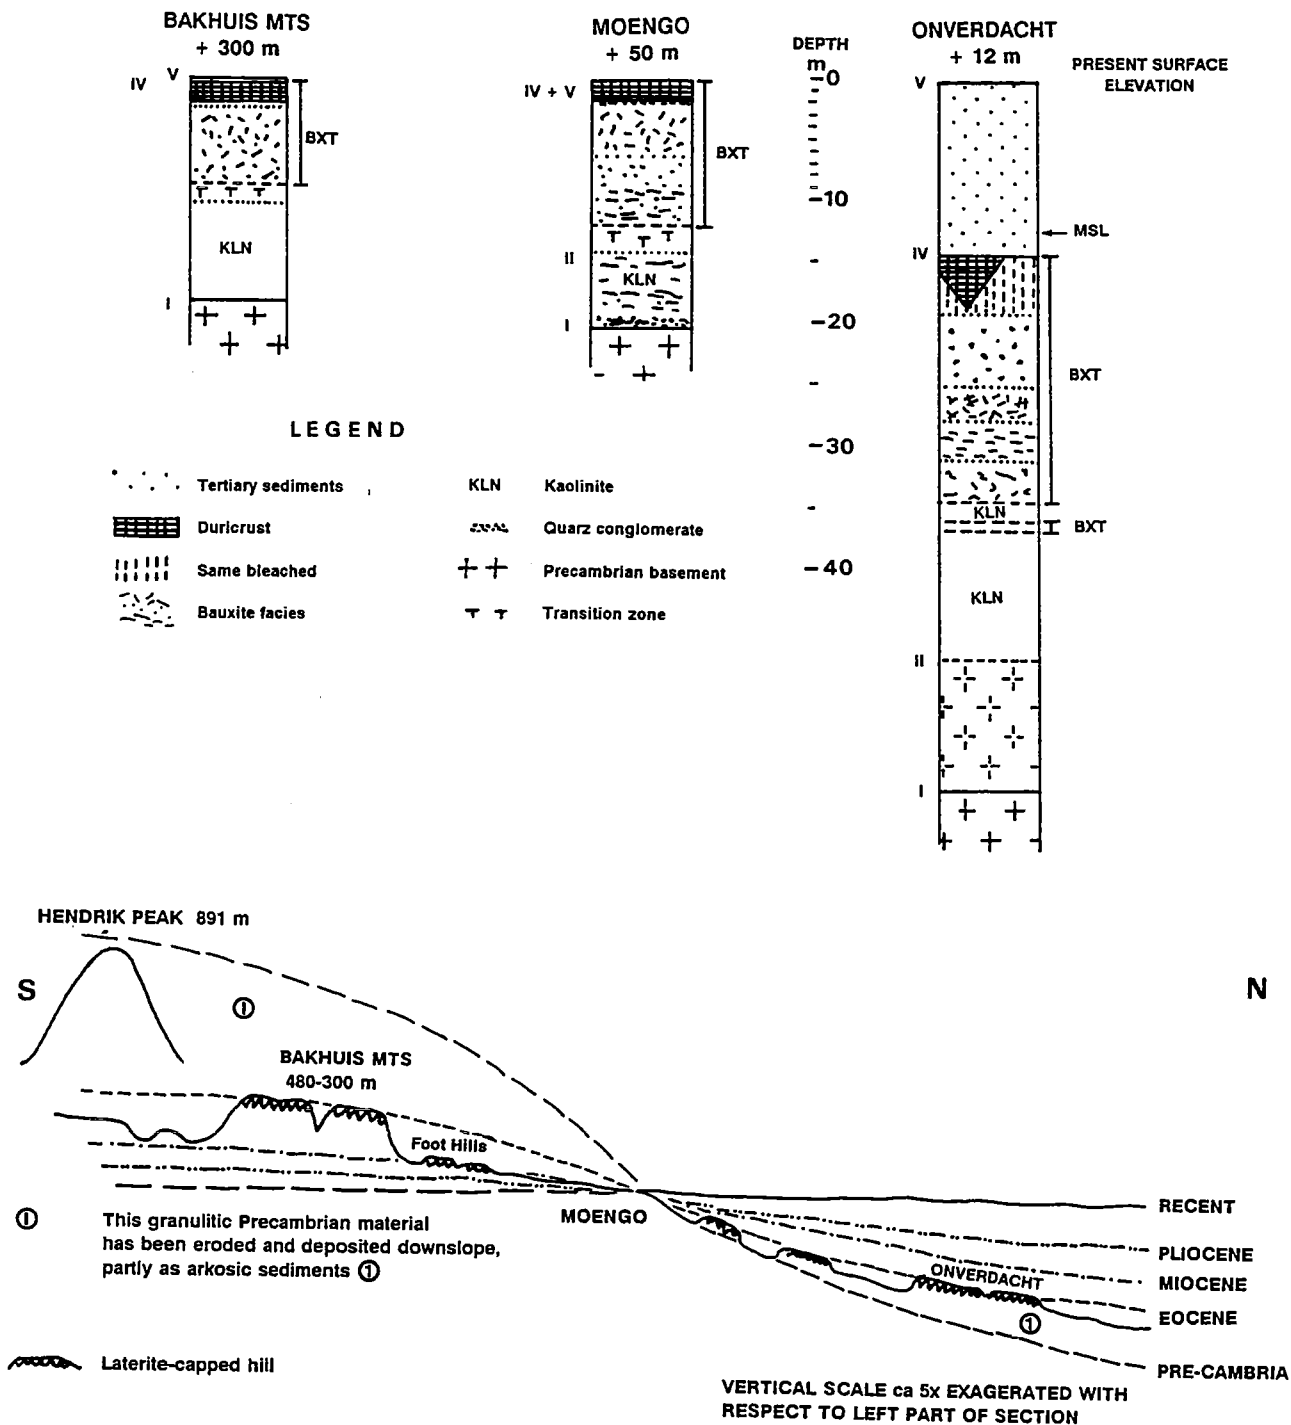 BAKHUIS MTS
+ 300 m
V
IV
BXT
T T T
KLN
I
MOENGO
+ 50 m
IV + V
BXT
T T T
II
KLN
I
DEPTH
m
0
10
20
30
40
ONVERDACHT
+ 12 m
PRESENT SURFACE
ELEVATION
V
MSL
IV
BXT
KLN
BXT
KLN
II
I
LEGEND
Tertiary sediments
Duricrust
Same bleached
Bauxite facies
KLN Kaolinite
Quarz conglomerate
Precambrian basement
T T Transition zone
HENDRIK PEAK 891 m
S
N
①
BAKHUIS MTS
480-300 m
Foot Hills
MOENGO
ONVERDACHT
①
RECENT
PLIOCENE
MIOCENE
EOCENE
PRE-CAMBRIA
① This granulitic Precambrian material
has been eroded and deposited downslope,
partly as arkosic sediments ①
Laterite-capped hill
VERTICAL SCALE ca 5x EXAGERATED WITH
RESPECT TO LEFT PART OF SECTION